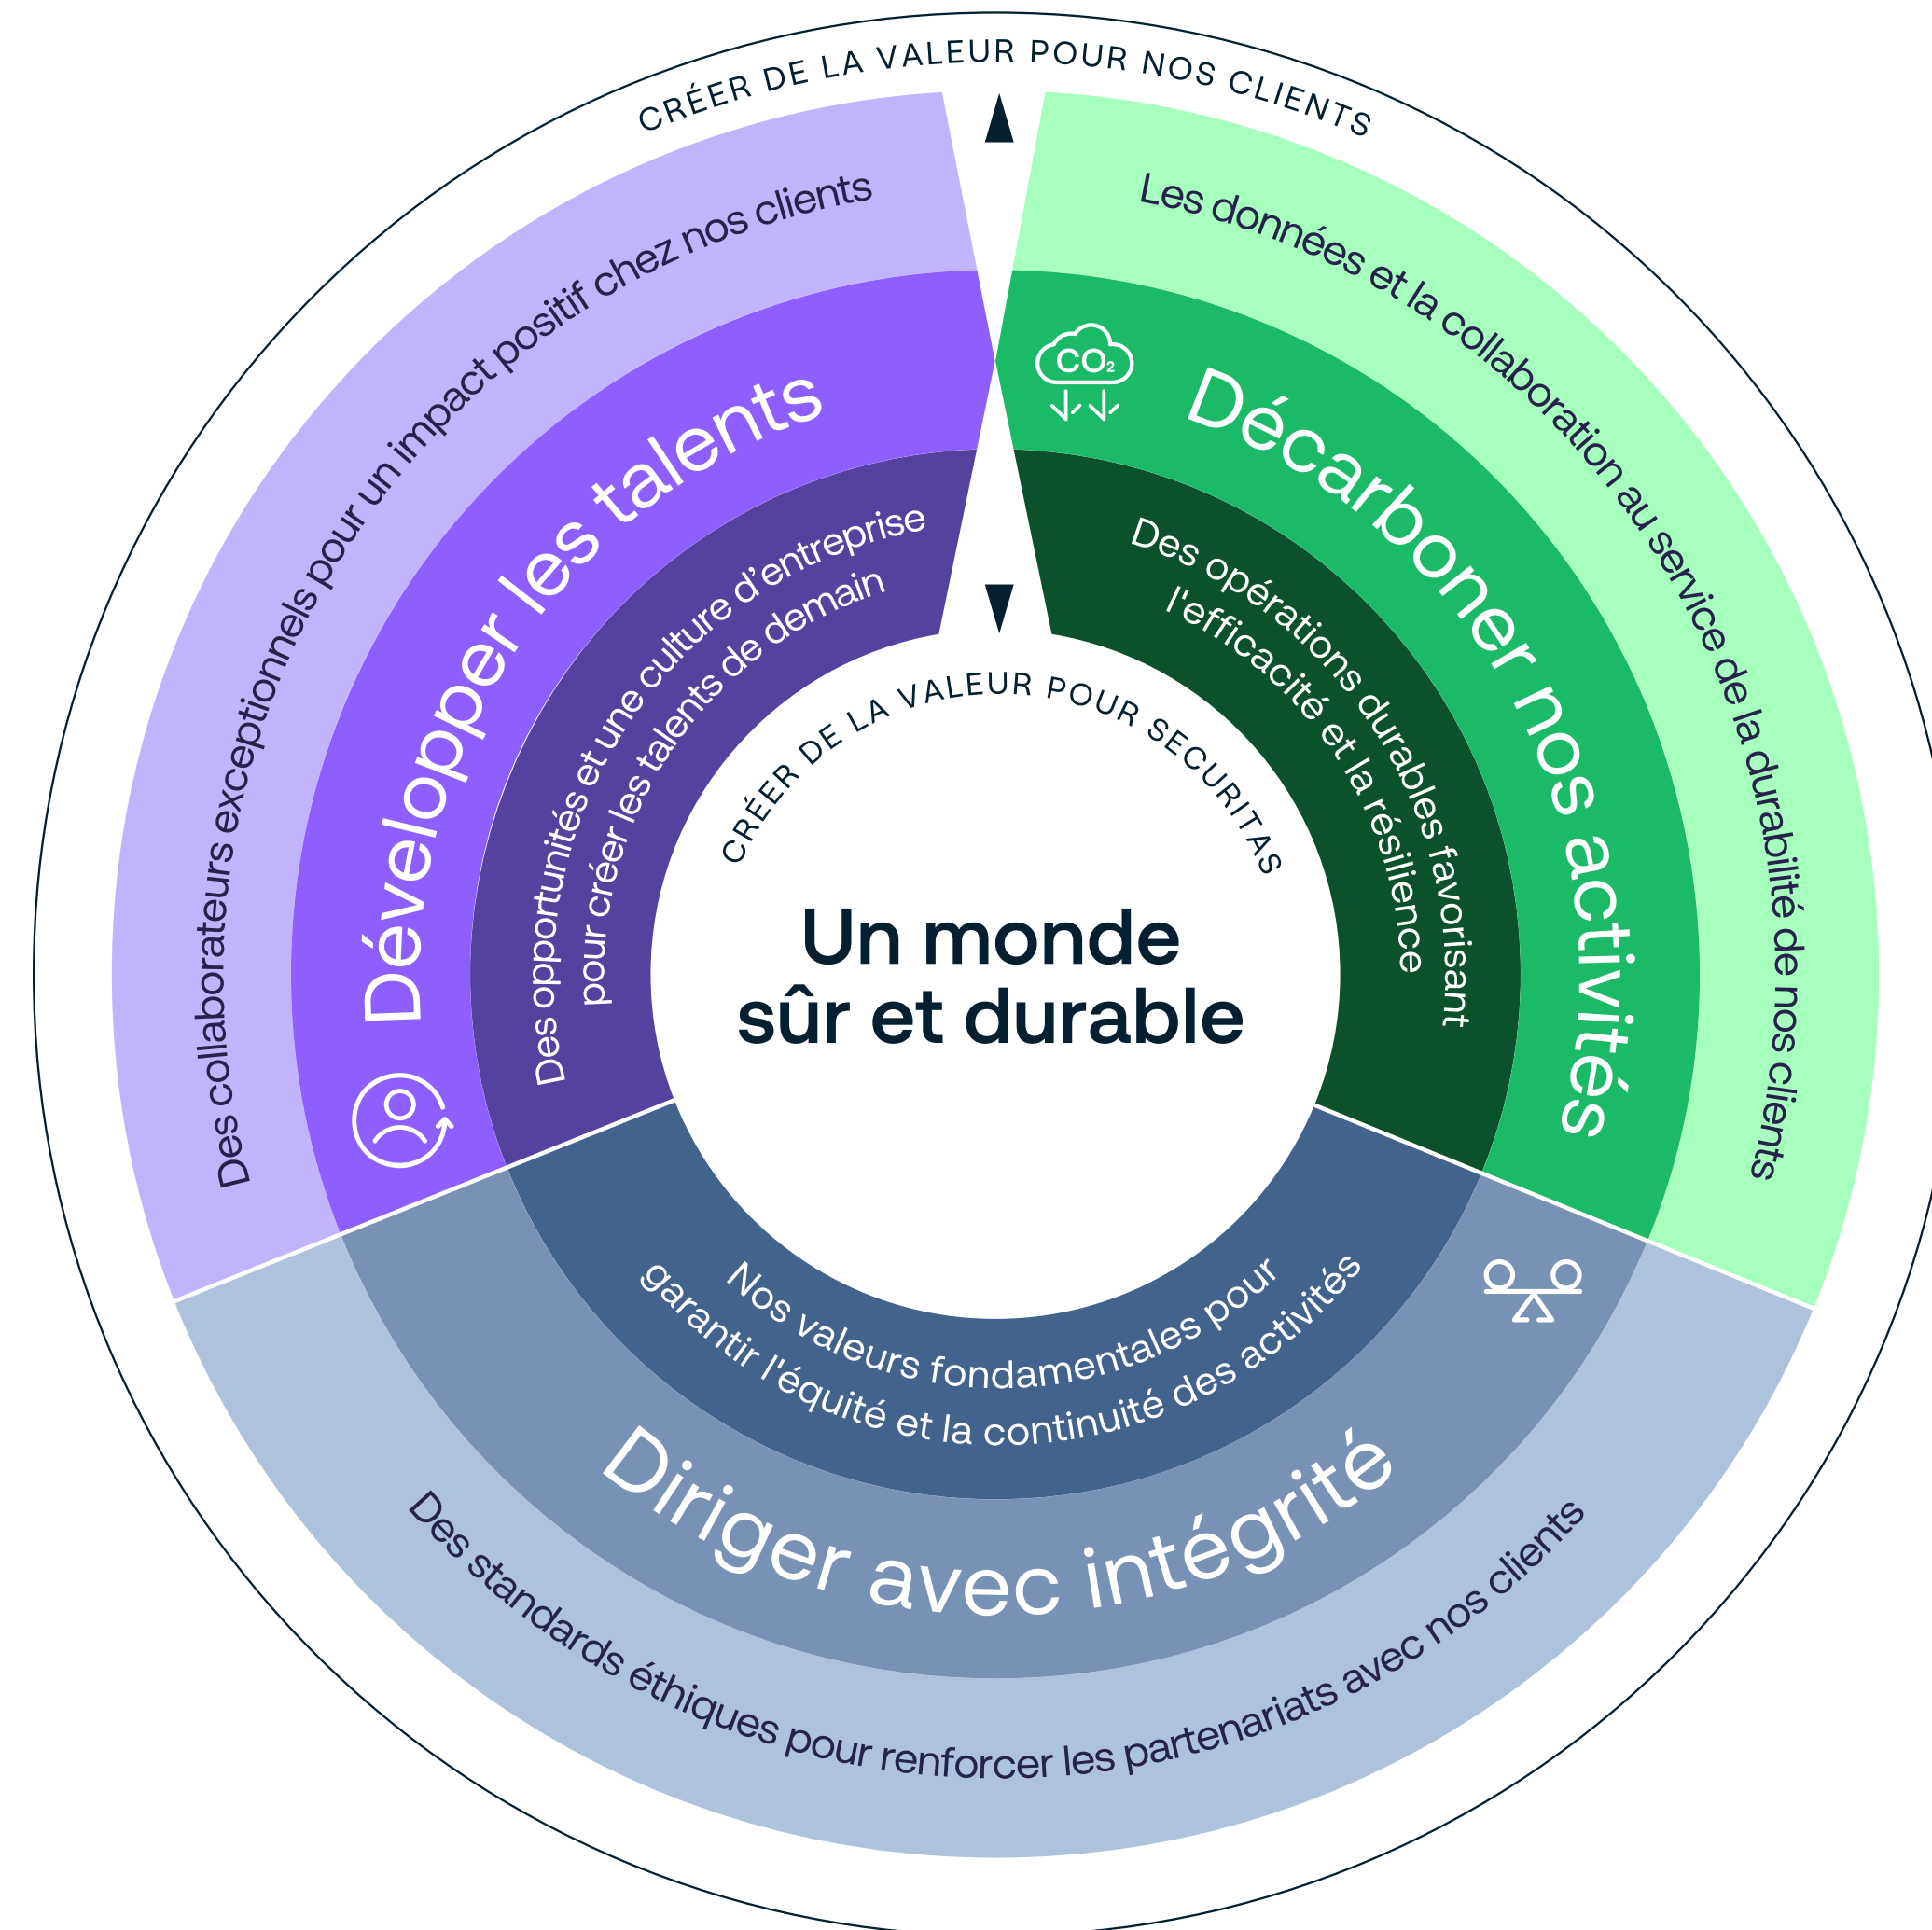 CRÉER DE LA VALEUR POUR NOS CLIENTS
Des collaborateurs exceptionnels pour un impact positif chez nos clients
Développer les talents
Des opportunités et une culture d’entreprise
pour créer les talents de demain
Les données et la collaboration au service de la durabilité de nos clients
CO₂
Décarboner nos activités
Des opérations durables favorisant
l'efficacité et la résilience
CRÉER DE LA VALEUR POUR SECURITAS
Un monde
sûr et durable
Nos valeurs fondamentales pour
garantir l'équité et la continuité des activités
Diriger avec intégrité
Des standards éthiques pour renforcer les partenariats avec nos clients